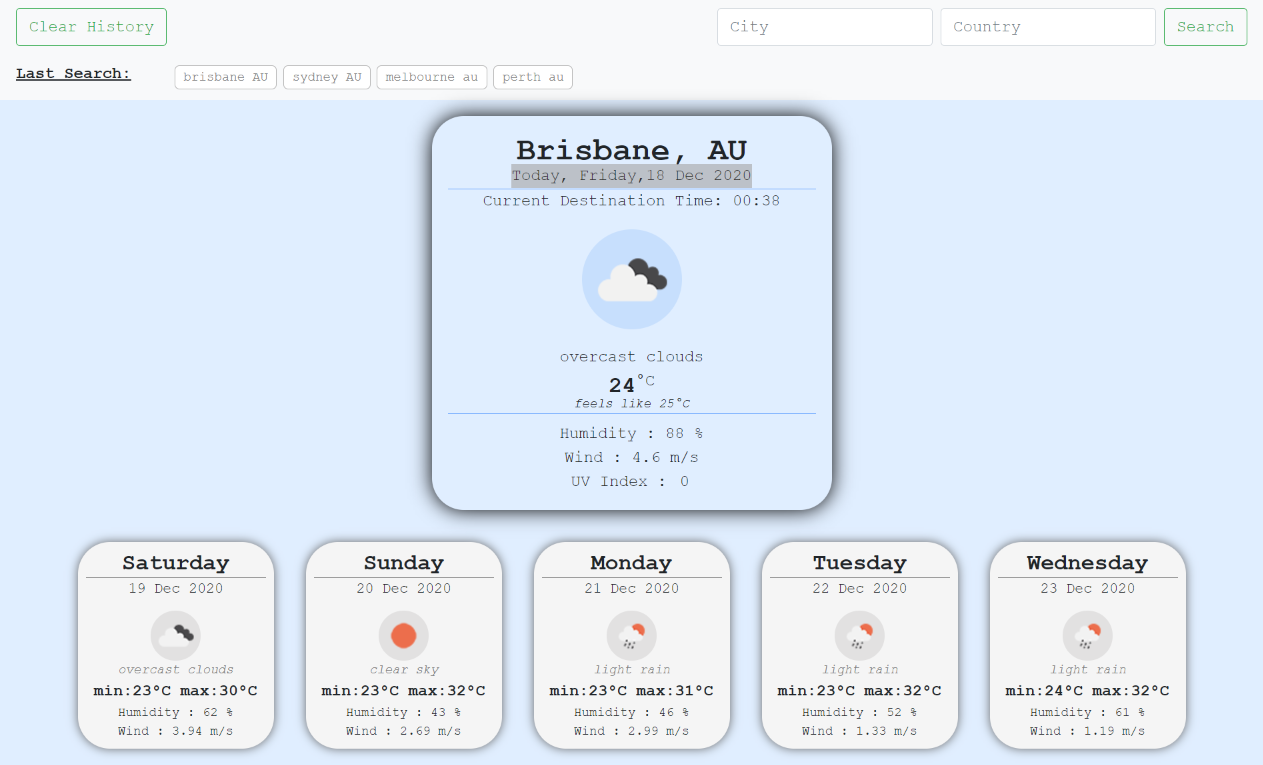 Clear History
City
Country
Search
Last Search:
brisbane AU
sydney AU
melbourne au
perth au
Brisbane, AU
Today, Friday,18 Dec 2020
Current Destination Time: 00:38
overcast clouds
24°C
feels like 25°C
Humidity : 88 %
Wind : 4.6 m/s
UV Index : 0
Saturday
19 Dec 2020
overcast clouds
min:23°C max:30°C
Humidity : 62 %
Wind : 3.94 m/s
Sunday
20 Dec 2020
clear sky
min:23°C max:32°C
Humidity : 43 %
Wind : 2.69 m/s
Monday
21 Dec 2020
light rain
min:23°C max:31°C
Humidity : 46 %
Wind : 2.99 m/s
Tuesday
22 Dec 2020
light rain
min:23°C max:32°C
Humidity : 52 %
Wind : 1.33 m/s
Wednesday
23 Dec 2020
light rain
min:24°C max:32°C
Humidity : 61 %
Wind : 1.19 m/s